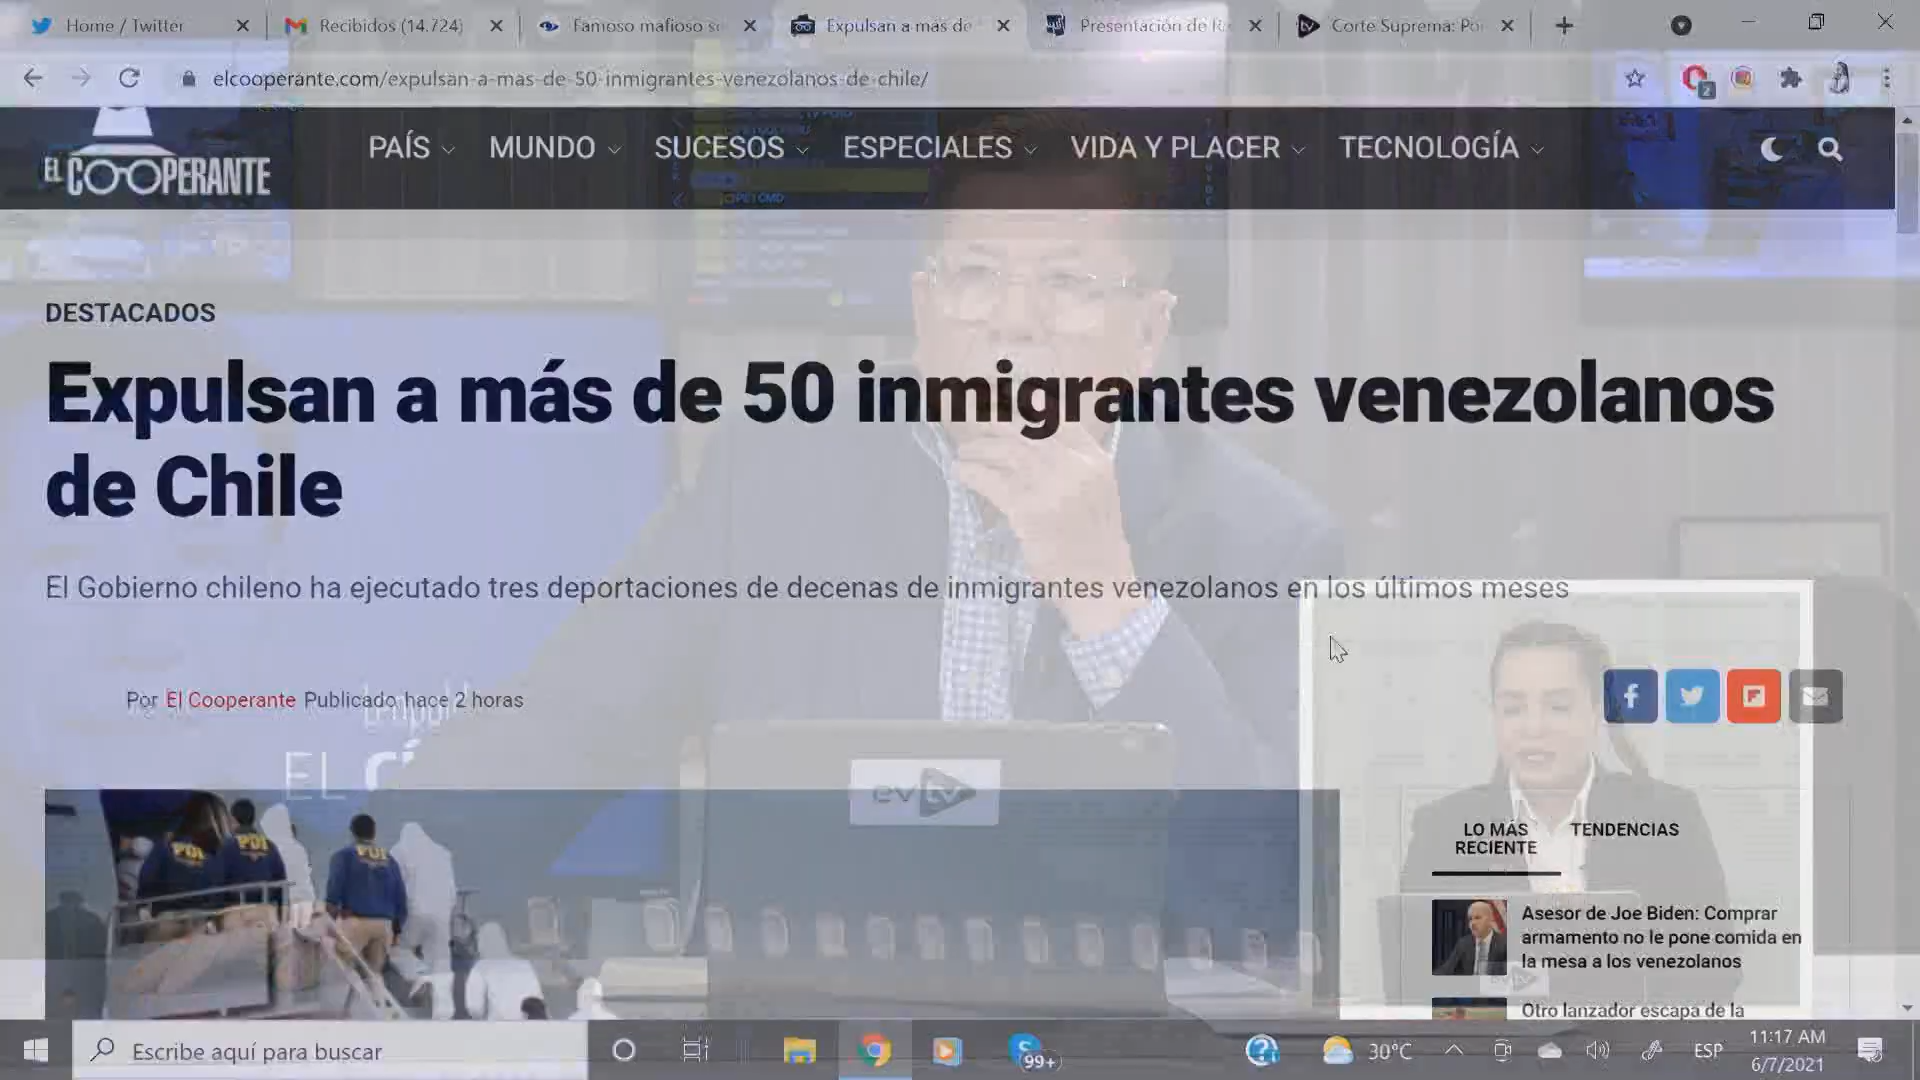 Home / Twitter
Recibidos (14.724)
Famoso mafioso se
Expulsan a más de
Presentación de
Corte Suprema: Po
elcooperante.com/expulsan-a-mas-de-50-inmigrantes-venezolanos-de-chile/
2
EL COOPERANTE
PAÍS
MUNDO
SUCESOS
ESPECIALES
VIDA Y PLACER
TECNOLOGÍA
DESTACADOS
Expulsan a más de 50 inmigrantes venezolanos
de Chile
El Gobierno chileno ha ejecutado tres deportaciones de decenas de inmigrantes venezolanos en los últimos meses
Por El Cooperante Publicado hace 2 horas
EL
evtv
PDI
PDI
PDI
LO MÁS
RECIENTE
TENDENCIAS
Asesor de Joe Biden: Comprar
armamento no le pone comida en
la mesa a los venezolanos
Otro lanzador escapa de la
Escribe aquí para buscar
99+
30°C
ESP
11:17 AM
6/7/2021